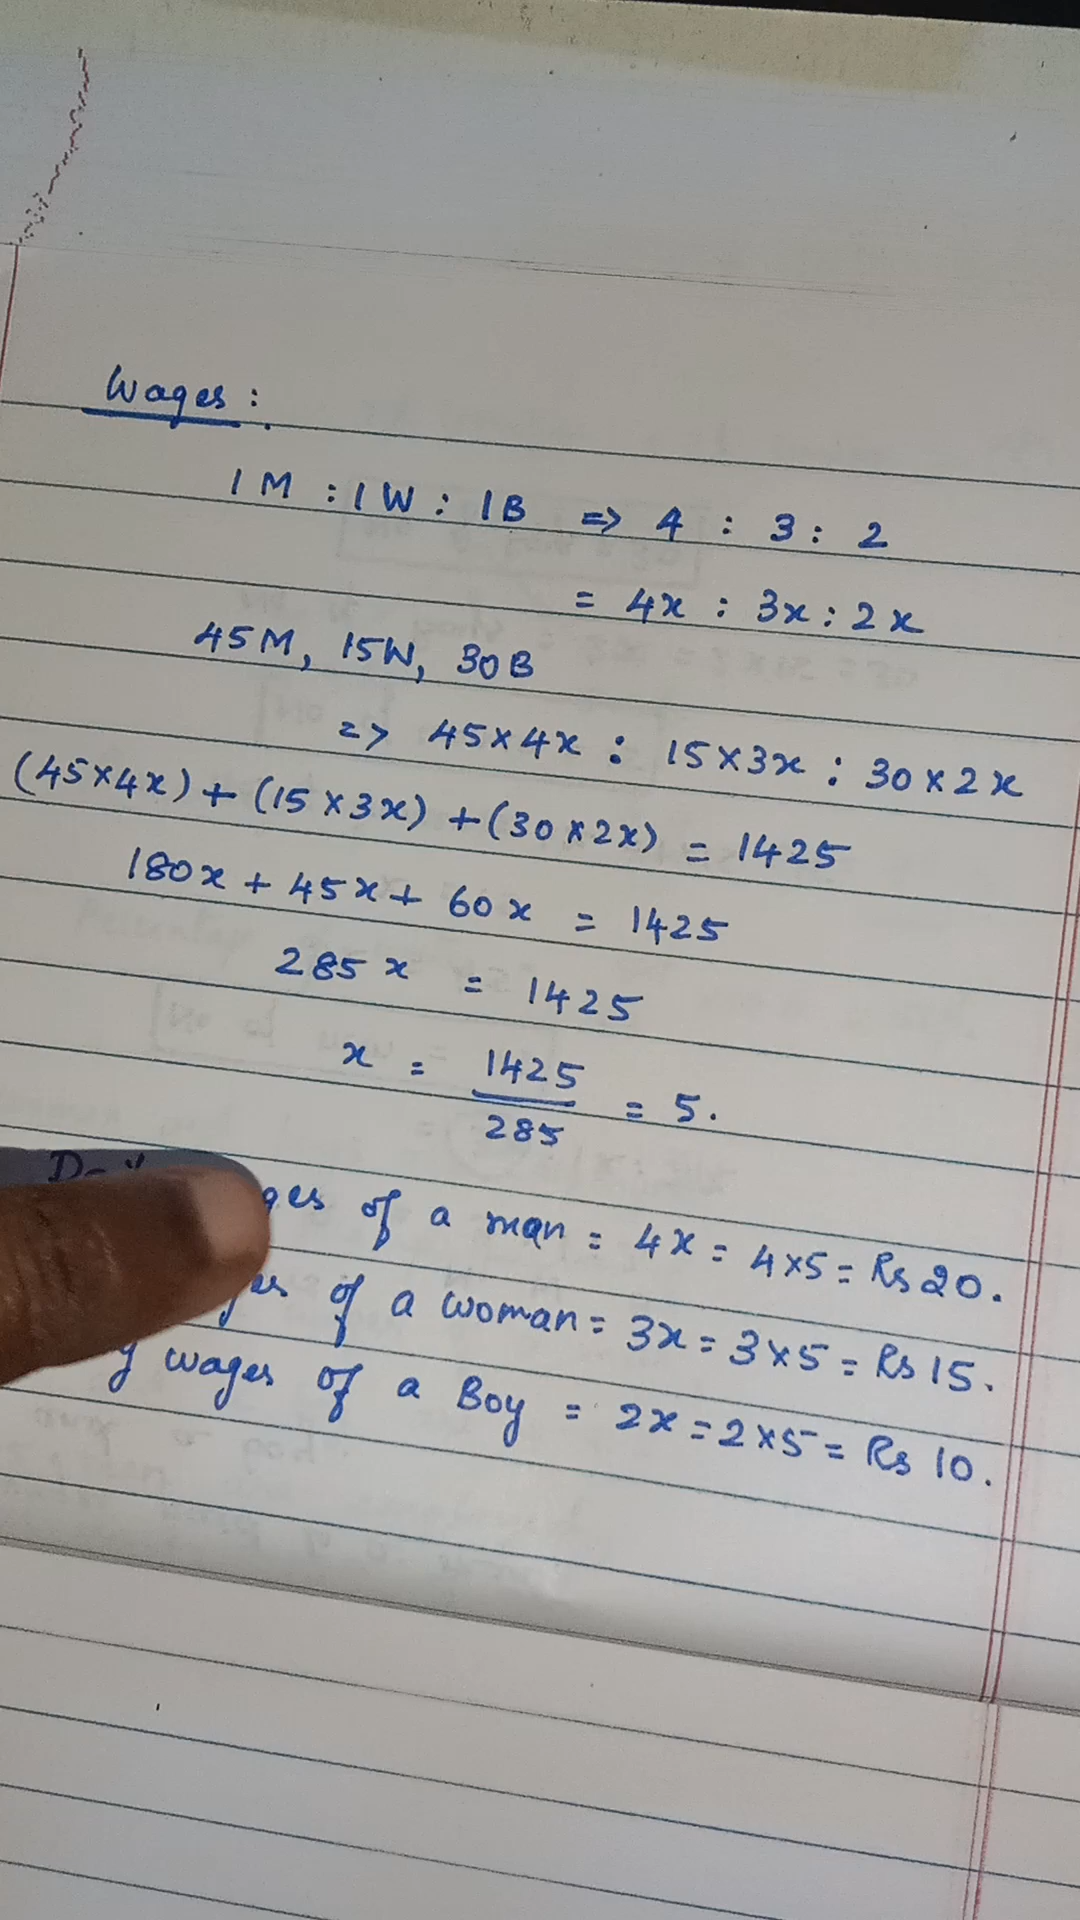 Wages :
1M : 1W : 1B => 4 : 3 : 2
= 4x : 3x : 2x
45M, 15W, 30B
=> 45×4x : 15×3x : 30×2x
(45×4x) + (15×3x) + (30×2x) = 1425
180x + 45x + 60x = 1425
285x = 1425
x = 1425/285 = 5.
of a man = 4x = 4×5 = Rs 20.
of a woman = 3x = 3×5 = Rs 15.
wages of a Boy = 2x = 2×5 = Rs 10.